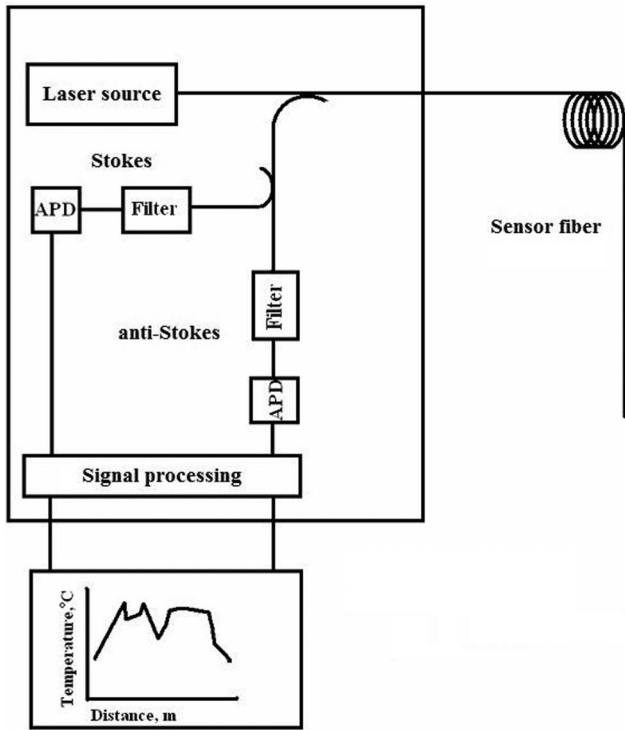 Laser source
Stokes
APD
Filter
Sensor fiber
Filter
anti-Stokes
APD
Signal processing
Temperature,°C
Distance, m